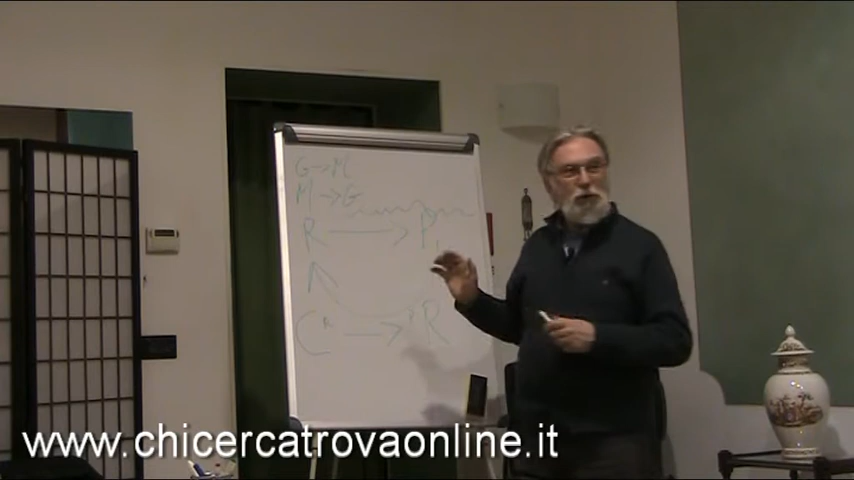 G→M
M→G
R → P
C → R
www.chicercatrovaonline.it